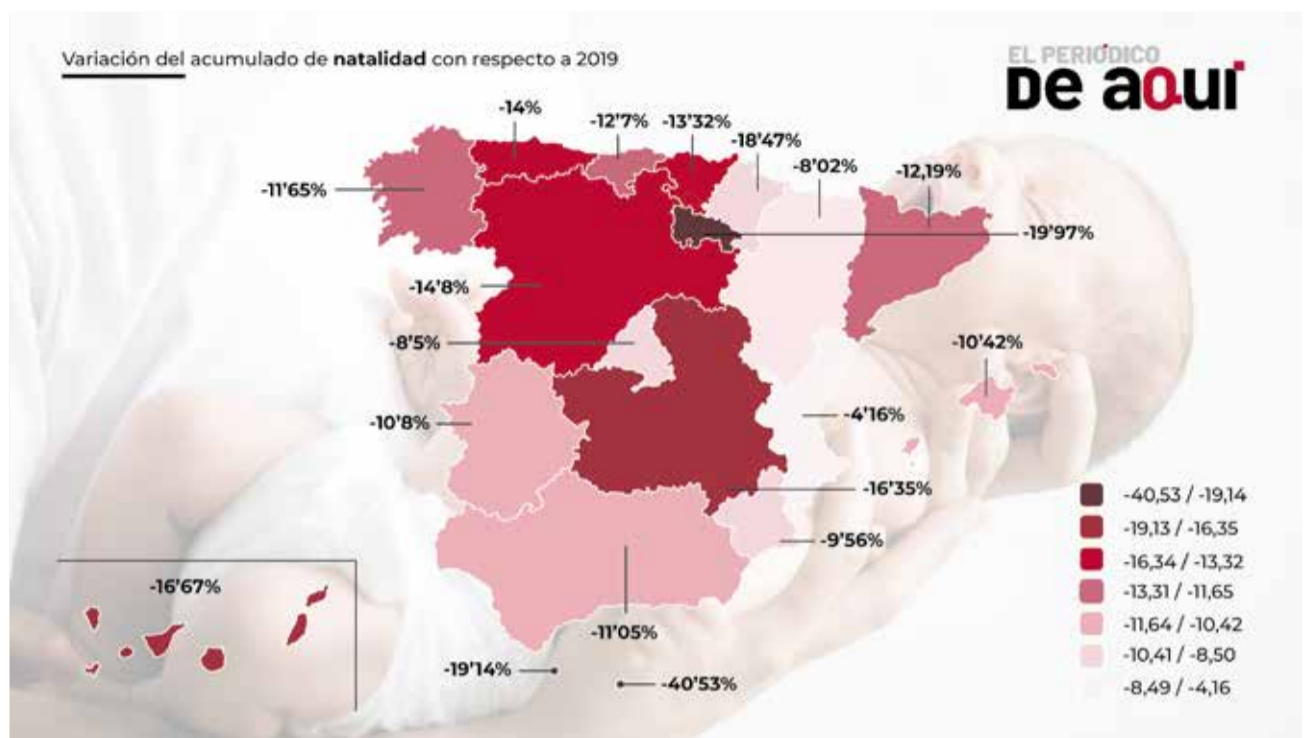 Variación del acumulado de natalidad con respecto a 2019
EL PERIÓDICO
DE AQUÍ
-14%
-12'7%
-13'32%
-18'47%
-8'02%
-12,19%
-11'65%
-19'97%
-14'8%
-8'5%
-10'42%
-10'8%
-4'16%
-16'35%
-9'56%
-16'67%
-11'05%
-19'14%
-40'53%
-40,53 / -19,14
-19,13 / -16,35
-16,34 / -13,32
-13,31 / -11,65
-11,64 / -10,42
-10,41 / -8,50
-8,49 / -4,16